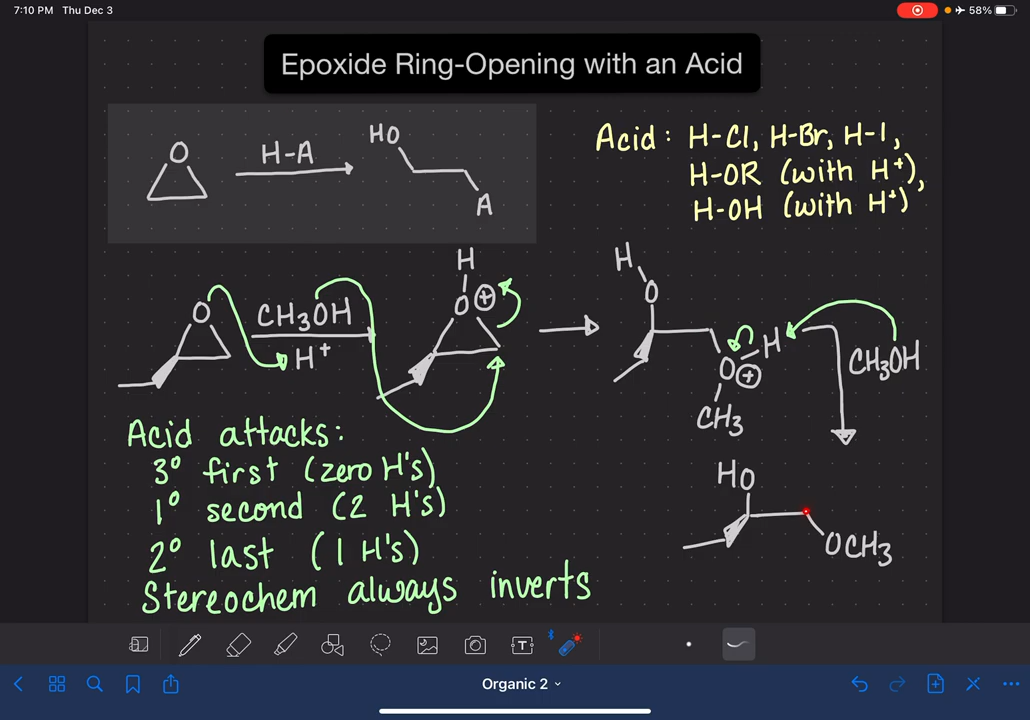 7:10 PM Thu Dec 3
58%
Epoxide Ring-Opening with an Acid
O
H-A
HO
A
Acid: H-Cl, H-Br, H-I,
H-OR (with H+),
H-OH (with H+)
O
CH3OH
H+
H
O+
H
O
H
O+
CH3
CH3OH
Acid attacks:
3° first (zero H's)
1° second (2 H's)
2° last (1 H's)
Stereochem always inverts
HO
OCH3
T
Organic 2